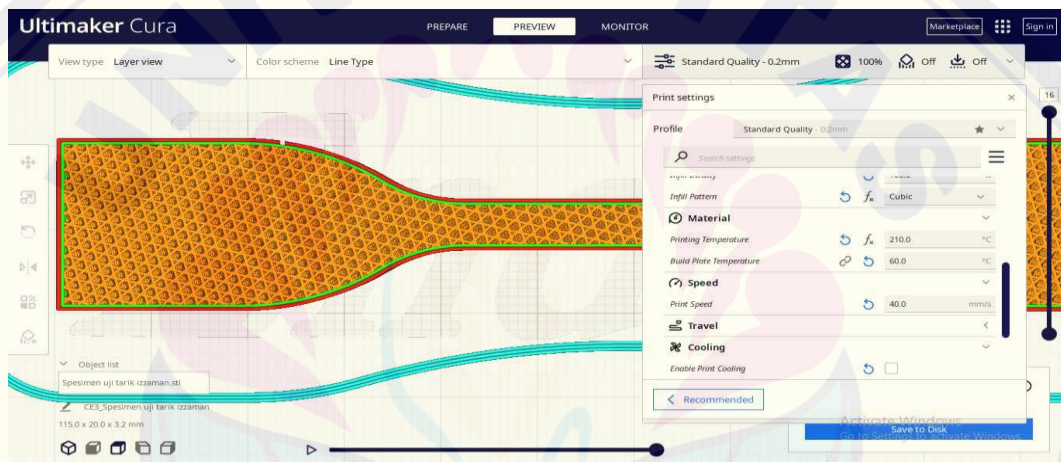 Ultimaker Cura
PREPARE PREVIEW MONITOR
Marketplace Sign in
View type Layer view
Color scheme Line Type
Standard Quality - 0.2mm 100% Off Off
Print settings
Profile Standard Quality - 0.2mm
Search settings
Infill Pattern Cubic
Material
Printing Temperature 210.0 °C
Build Plate Temperature 60.0 °C
Speed
Print Speed 40.0 mm/s
Travel
Cooling
Enable Print Cooling
Recommended
16
Object list
Spesimen uji tarik izzaman.stl
CE3_Spesimen uji tarik izzaman
115.0 x 20.0 x 3.2 mm
Activate Windows
Go to Settings to activate Windows.
Save to Disk